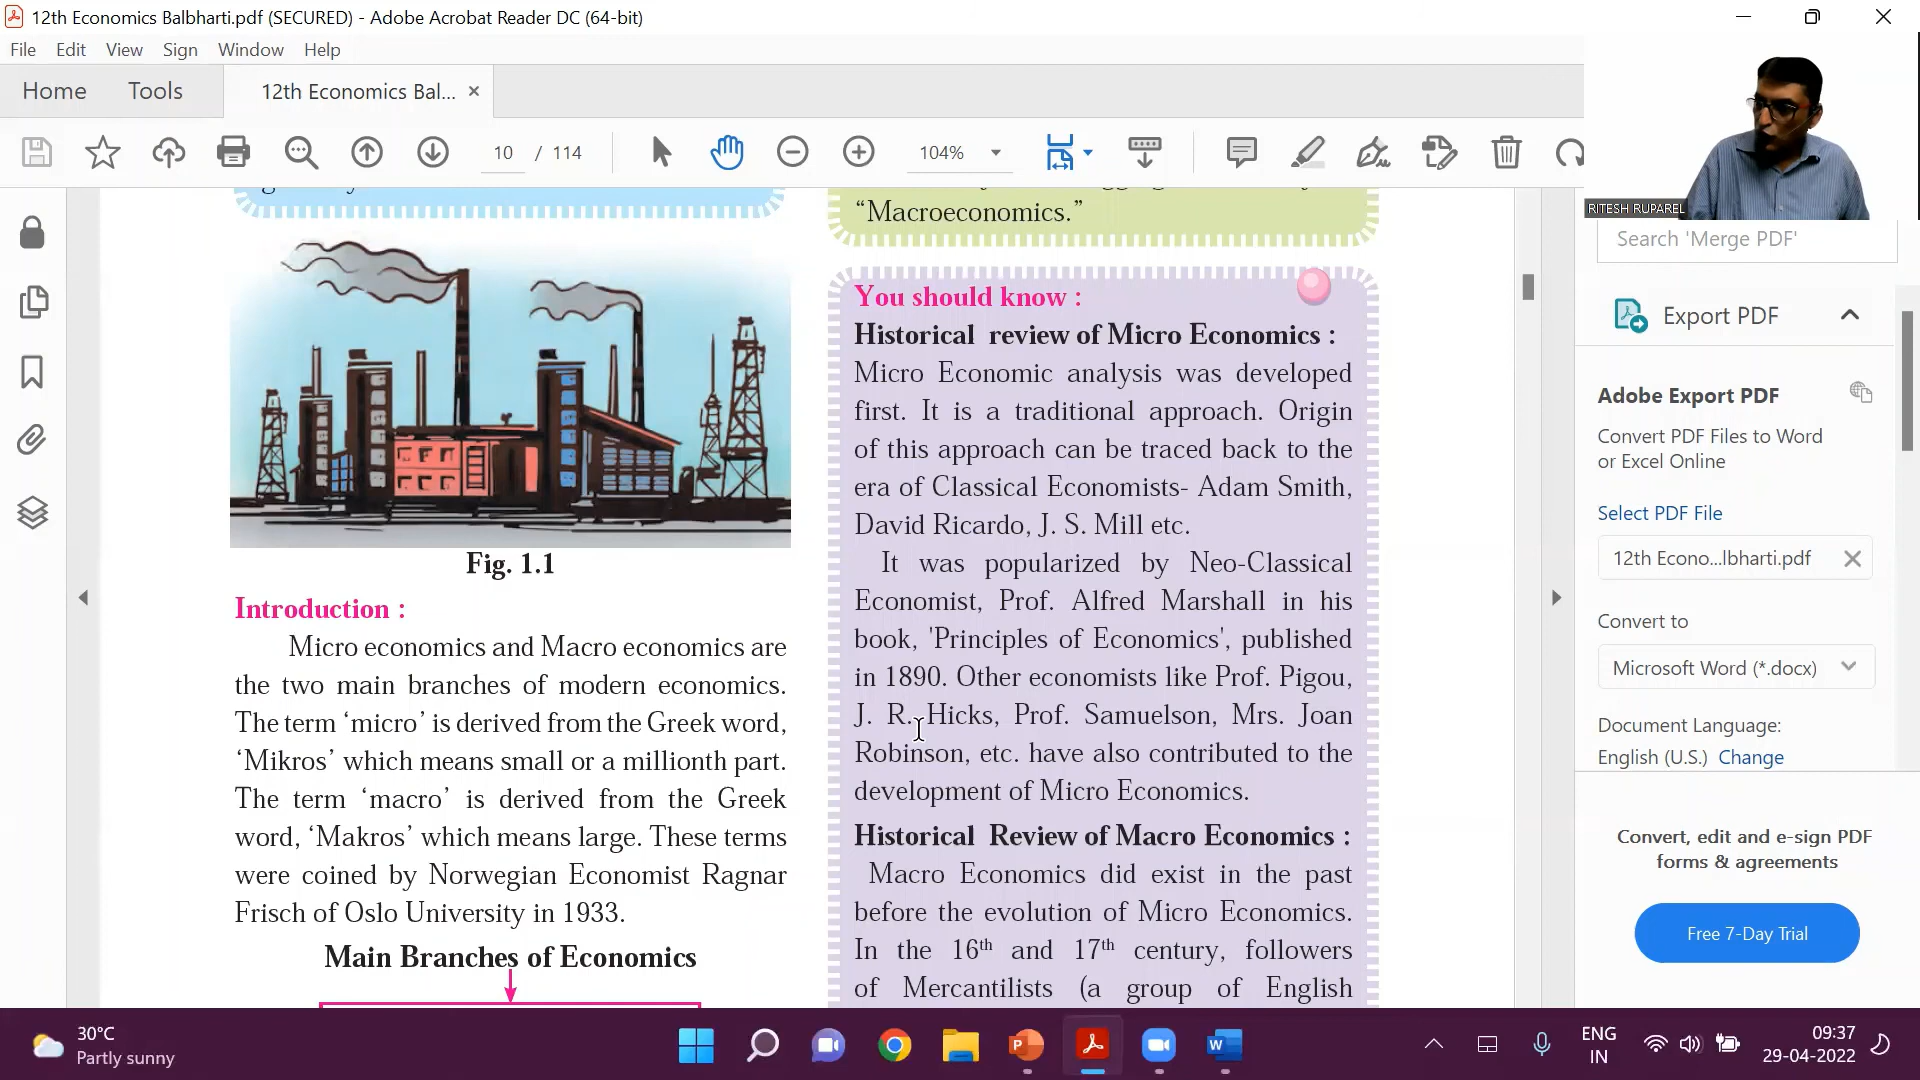 12th Economics Balbharti.pdf (SECURED) - Adobe Acrobat Reader DC (64-bit)
File Edit View Sign Window Help
Home Tools 12th Economics Bal... ×
10 / 114 104%
RITESH RUPAREL
“Macroeconomics.”
Fig. 1.1
Introduction :
Micro economics and Macro economics are
the two main branches of modern economics.
The term ‘micro’ is derived from the Greek word,
‘Mikros’ which means small or a millionth part.
The term ‘macro’ is derived from the Greek
word, ‘Makros’ which means large. These terms
were coined by Norwegian Economist Ragnar
Frisch of Oslo University in 1933.
Main Branches of Economics
You should know :
Historical review of Micro Economics :
Micro Economic analysis was developed
first. It is a traditional approach. Origin
of this approach can be traced back to the
era of Classical Economists- Adam Smith,
David Ricardo, J. S. Mill etc.
It was popularized by Neo-Classical
Economist, Prof. Alfred Marshall in his
book, 'Principles of Economics', published
in 1890. Other economists like Prof. Pigou,
J. R. Hicks, Prof. Samuelson, Mrs. Joan
Robinson, etc. have also contributed to the
development of Micro Economics.
Historical Review of Macro Economics :
Macro Economics did exist in the past
before the evolution of Micro Economics.
In the 16th and 17th century, followers
of Mercantilists (a group of English
Search 'Merge PDF'
Export PDF
Adobe Export PDF
Convert PDF Files to Word
or Excel Online
Select PDF File
12th Econo...lbharti.pdf
Convert to
Microsoft Word (*.docx)
Document Language:
English (U.S.) Change
Convert, edit and e-sign PDF
forms & agreements
Free 7-Day Trial
30°C
Partly sunny
ENG
IN
09:37
29-04-2022